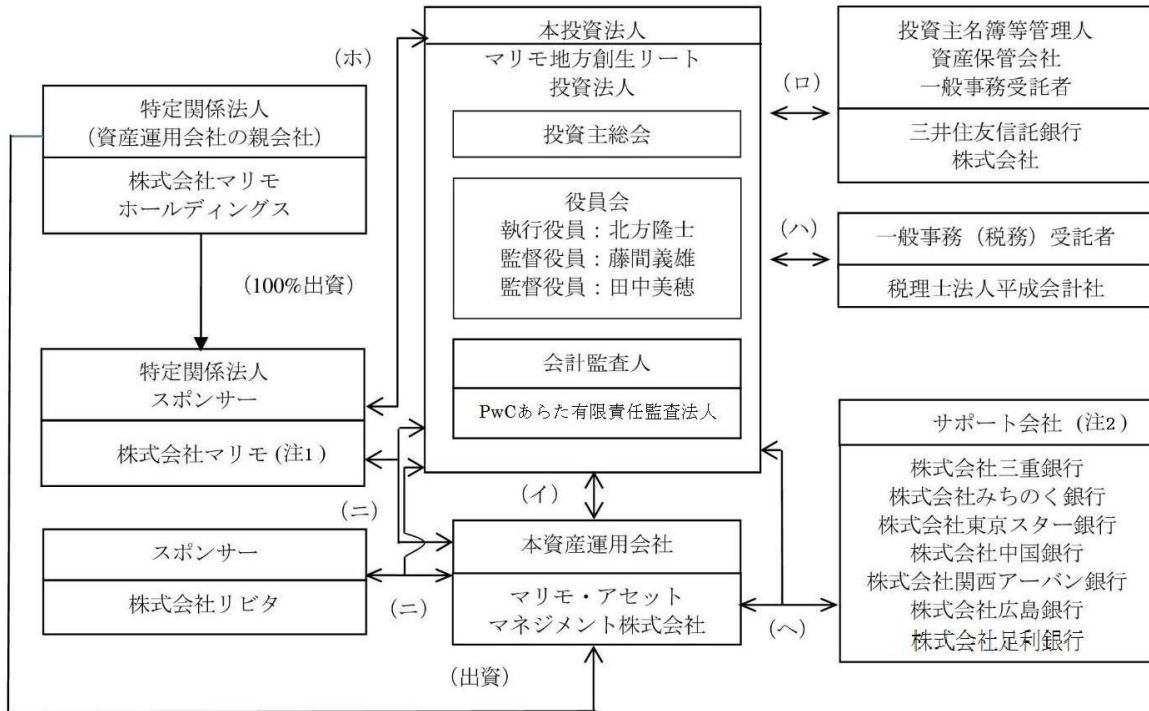 特定関係法人
（資産運用会社の親会社）
株式会社マリモ
ホールディングス
（100%出資）
特定関係法人
スポンサー
株式会社マリモ (注1)
スポンサー
株式会社リビタ
（ホ）
（ニ）
（ニ）
（出資）
本投資法人
マリモ地方創生リート
投資法人
投資主総会
役員会
執行役員：北方隆士
監督役員：藤間義雄
監督役員：田中美穂
会計監査人
PwCあらた有限責任監査法人
（イ）
本資産運用会社
マリモ・アセット
マネジメント株式会社
（ロ）
（ハ）
（ヘ）
投資主名簿等管理人
資産保管会社
一般事務受託者
三井住友信託銀行
株式会社
一般事務（税務）受託者
税理士法人平成会計社
サポート会社 (注2)
株式会社三重銀行
株式会社みちのく銀行
株式会社東京スター銀行
株式会社中国銀行
株式会社関西アーバン銀行
株式会社広島銀行
株式会社足利銀行